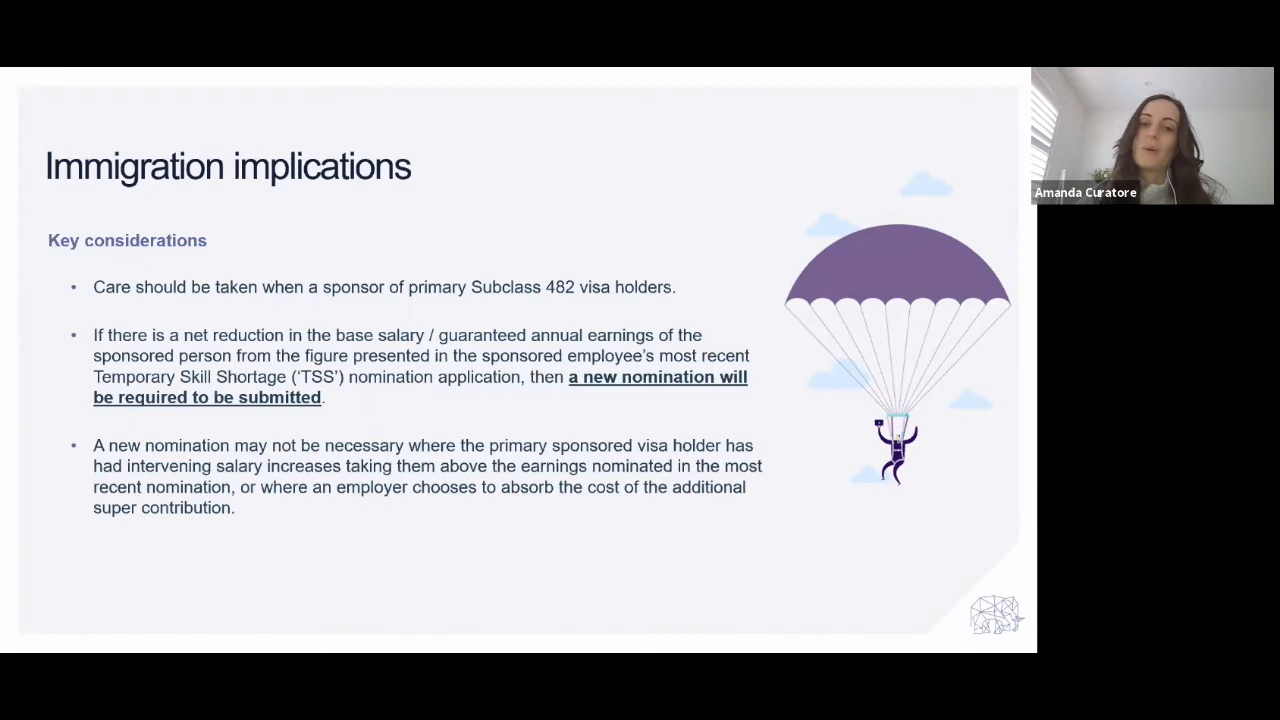 Immigration implications
Key considerations
• Care should be taken when a sponsor of primary Subclass 482 visa holders.
• If there is a net reduction in the base salary / guaranteed annual earnings of the
sponsored person from the figure presented in the sponsored employee's most recent
Temporary Skill Shortage ('TSS') nomination application, then a new nomination will
be required to be submitted.
• A new nomination may not be necessary where the primary sponsored visa holder has
had intervening salary increases taking them above the earnings nominated in the most
recent nomination, or where an employer chooses to absorb the cost of the additional
super contribution.
Amanda Curatore